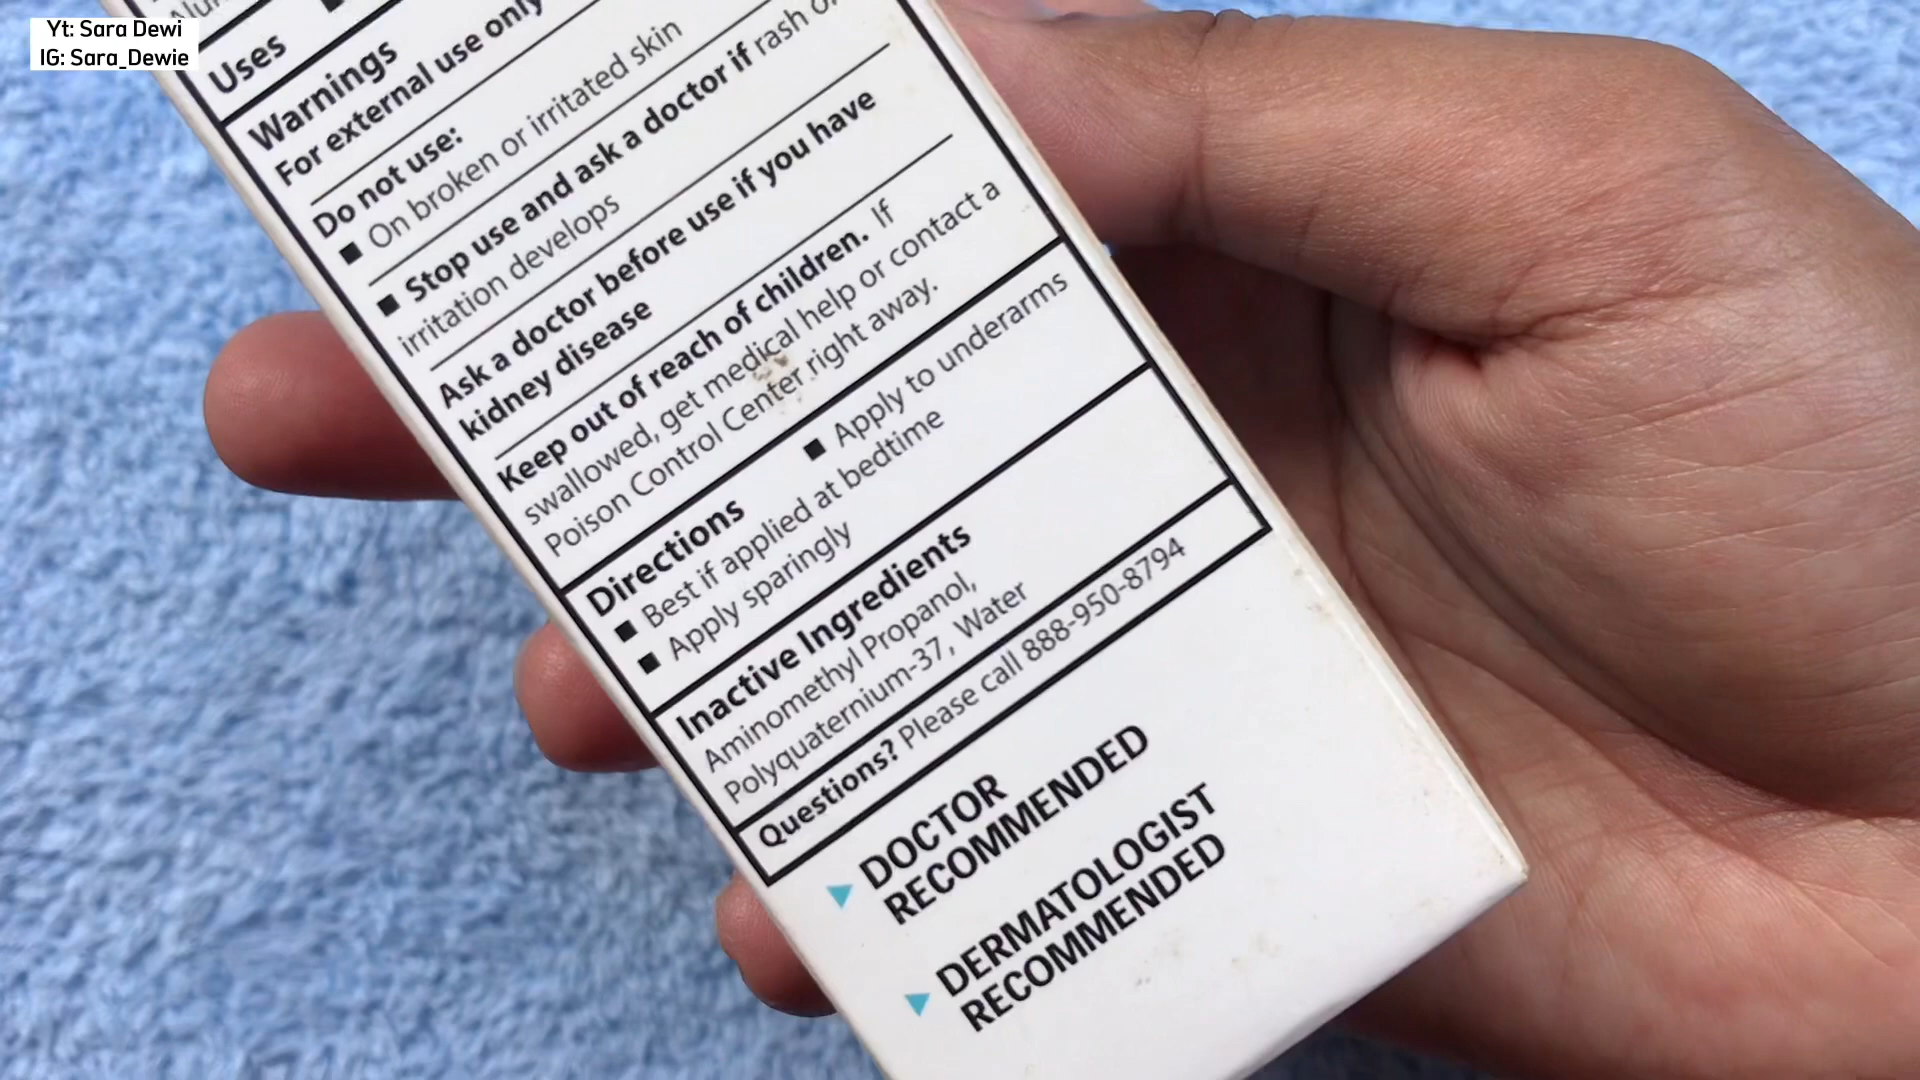 Yt: Sara Dewi
IG: Sara_Dewie
Uses
Warnings
For external use only
Do not use:
■ On broken or irritated skin
■ Stop use and ask a doctor if rash or
irritation develops
Ask a doctor before use if you have
kidney disease
Keep out of reach of children. If
swallowed, get medical help or contact a
Poison Control Center right away.
Directions ■ Apply to underarms
■ Best if applied at bedtime
■ Apply sparingly
Inactive Ingredients
Aminomethyl Propanol,
Polyquaternium-37, Water
Questions? Please call 888-950-8794
DOCTOR
RECOMMENDED
DERMATOLOGIST
RECOMMENDED